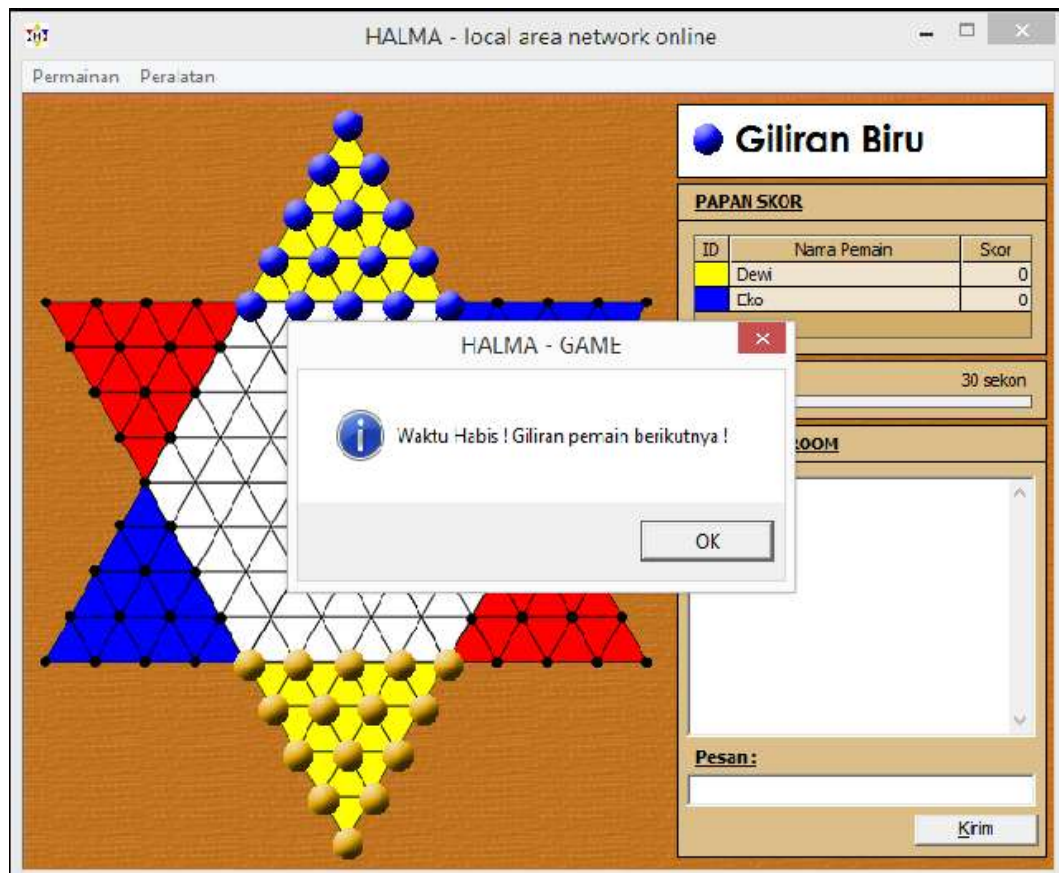 HALMA - local area network online
Permainan Peralatan
Giliran Biru
PAPAN SKOR
ID Nama Pemain Skor
Dewi 0
Eko 0
HALMA - GAME
30 sekon
Waktu Habis ! Giliran pemain berikutnya !
ROOM
OK
Pesan :
Kirim